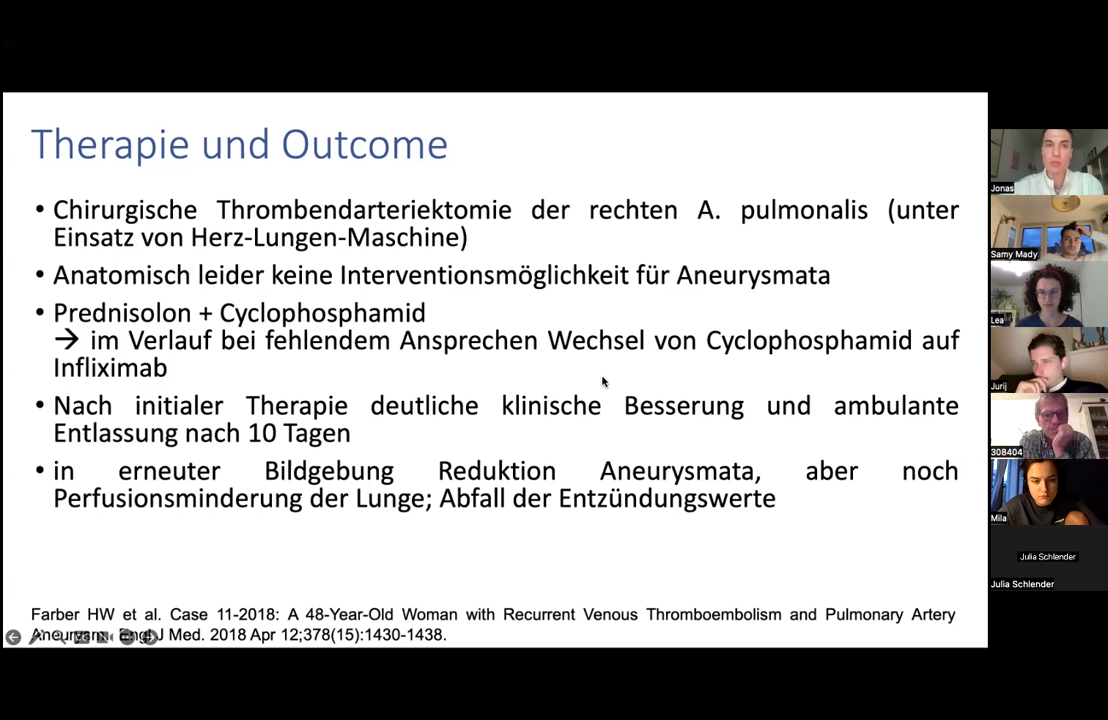 Therapie und Outcome
• Chirurgische Thrombendarteriektomie der rechten A. pulmonalis (unter
Einsatz von Herz-Lungen-Maschine)
• Anatomisch leider keine Interventionsmöglichkeit für Aneurysmata
• Prednisolon + Cyclophosphamid
→ im Verlauf bei fehlendem Ansprechen Wechsel von Cyclophosphamid auf
Infliximab
• Nach initialer Therapie deutliche klinische Besserung und ambulante
Entlassung nach 10 Tagen
• in erneuter Bildgebung Reduktion Aneurysmata, aber noch
Perfusionsminderung der Lunge; Abfall der Entzündungswerte
Farber HW et al. Case 11-2018: A 48-Year-Old Woman with Recurrent Venous Thromboembolism and Pulmonary Artery
J Med. 2018 Apr 12;378(15):1430-1438.
Jonas
Samy Mady
Lea
Jurij
308404
Mila
Julia Schlender
Julia Schlender